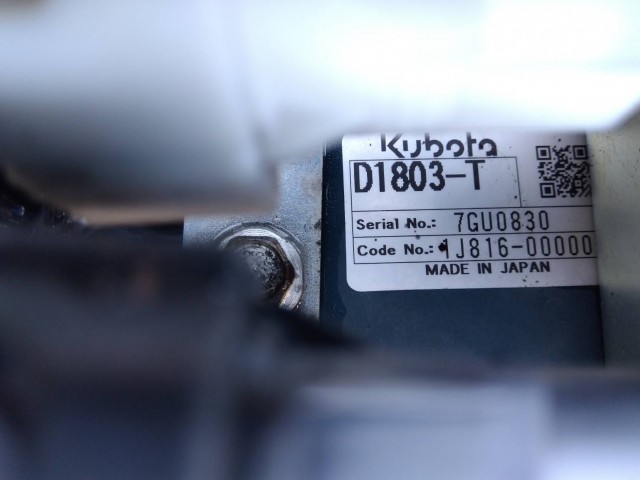 Kubota
D1803-T
Serial No.: 7GU0830
Code No.: 1J816-00000
MADE IN JAPAN